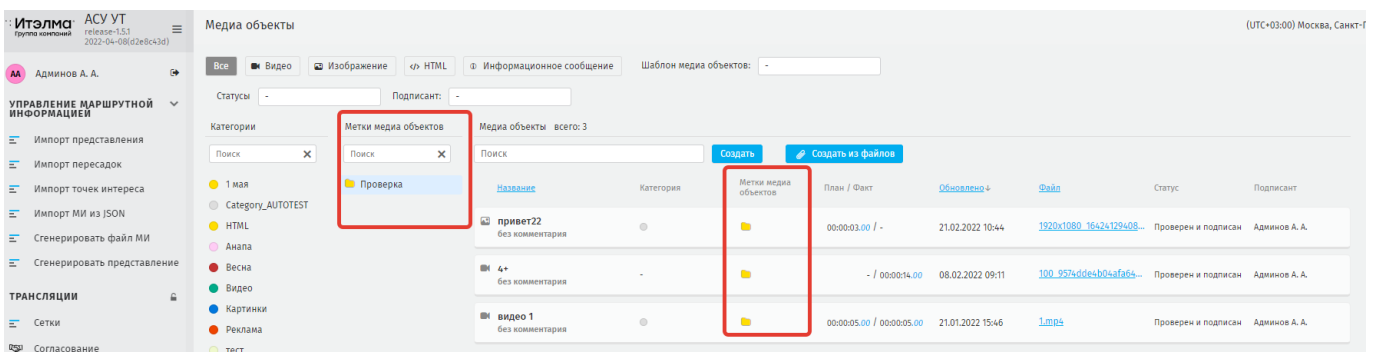 Итэлма
Группа компаний
АСУ УТ
release-1.5.1
2022-04-08(d2e8c43d)
Медиа объекты
(UTC+03:00) Москва, Санкт-П
АА Админов А. А.
УПРАВЛЕНИЕ МАРШРУТНОЙ
ИНФОРМАЦИЕЙ
Импорт представления
Импорт пересадок
Импорт точек интереса
Импорт МИ из JSON
Сгенерировать файл МИ
Сгенерировать представление
ТРАНСЛЯЦИИ
Сетки
Согласование
Все Видео Изображение HTML Информационное сообщение Шаблон медиа объектов: -
Статусы - Подписант: -
Категории
Поиск
1 мая
Category_AUTOTEST
HTML
Анапа
Весна
Видео
Картинки
Реклама
тест
Метки медиа объектов
Поиск
Проверка
Медиа объекты всего: 3
Поиск Создать Создать из файлов
Название Категория Метки медиа объектов План / Факт Обновлено Файл Статус Подписант
привет22 00:00:03.00 / - 21.02.2022 10:44 1920x1080_16424129408... Проверен и подписан Админов А. А.
без комментария
4+ - - / 00:00:14.00 08.02.2022 09:11 100_9574dde4b04afa64... Проверен и подписан Админов А. А.
без комментария
видео 1 00:00:05.00 / 00:00:05.00 21.01.2022 15:46 1.mp4 Проверен и подписан Админов А. А.
без комментария